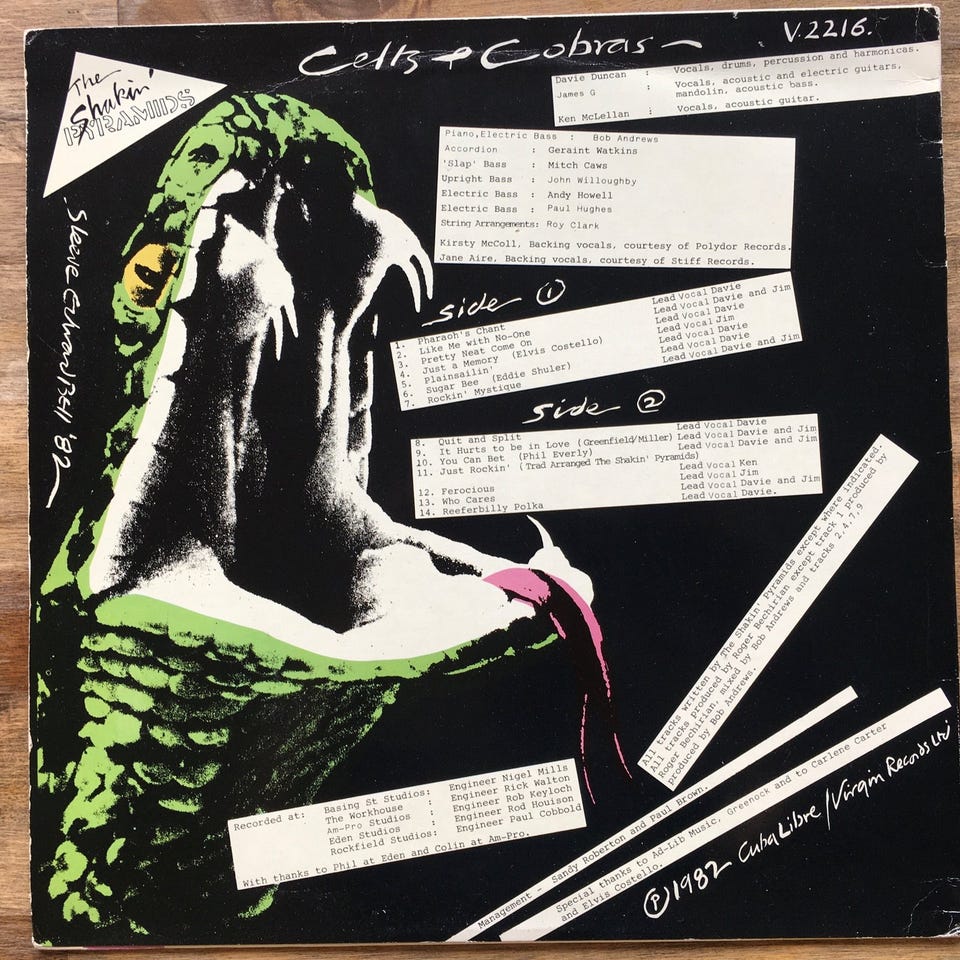 The
Shakin'
PYRAMIDS
Celts & Cobras
V.2216.
Davie Duncan : Vocals, drums, percussion and harmonicas.
James G : Vocals, acoustic and electric guitars,
mandolin, acoustic bass.
Ken McLellan : Vocals, acoustic guitar.
Piano,Electric Bass : Bob Andrews
Accordion : Geraint Watkins
'Slap' Bass : Mitch Caws
Upright Bass : John Willoughby
Electric Bass : Andy Howell
Electric Bass : Paul Hughes
String Arrangements: Roy Clark
Kirsty McColl, Backing vocals, courtesy of Polydor Records.
Jane Aire, Backing vocals, courtesy of Stiff Records.
side 1
1. Pharaoh's Chant Lead Vocal Davie
2. Like Me with No-One Lead Vocal Davie and Jim
3. Pretty Neat Come On Lead Vocal Davie
4. Just a Memory (Elvis Costello) Lead Vocal Jim
5. Plainsailin' Lead Vocal Davie
6. Sugar Bee (Eddie Shuler) Lead Vocal Davie
7. Rockin' Mystique Lead Vocal Davie and Jim
side 2
8. Quit and Split Lead Vocal Davie
9. It Hurts to be in Love (Greenfield/Miller) Lead Vocal Davie and Jim
10. You Can Bet (Phil Everly) Lead Vocal Davie and Jim
11. Just Rockin' (Trad Arranged The Shakin' Pyramids)
Lead Vocal Ken
12. Ferocious Lead Vocal Jim
13. Who Cares Lead Vocal Davie and Jim
14. Reeferbilly Polka Lead Vocal Davie.
All tracks written by The Shakin' Pyramids except where indicated.
All tracks produced by Roger Bechirian except track 1 produced by
Roger Bechirian, mixed by Bob Andrews and tracks 2,4,7,9
produced by Bob Andrews.
Recorded at: Basing St Studios: Engineer Nigel Mills
The Workhouse : Engineer Rick Walton
Am-Pro Studios : Engineer Rob Keyloch
Eden Studios : Engineer Rod Houison
Rockfield Studios: Engineer Paul Cobbold
With thanks to Phil at Eden and Colin at Am-Pro.
Management - Sandy Roberton and Paul Brown.
Special thanks to Ad-Lib Music, Greenock and to Carlene Carter
and Elvis Costello.
Ⓟ 1982 Cuba Libre / Virgin Records Ltd
Sleeve '82